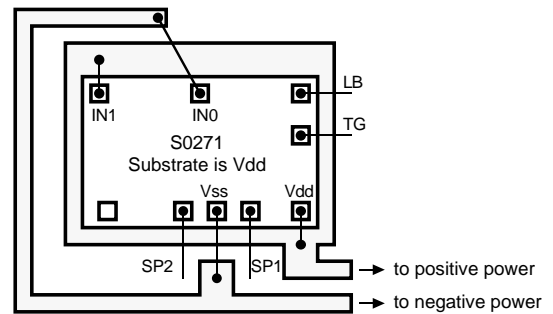 LB
IN1
IN0
TG
S0271
Substrate is Vdd
Vss
Vdd
SP2
SP1
to positive power
to negative power